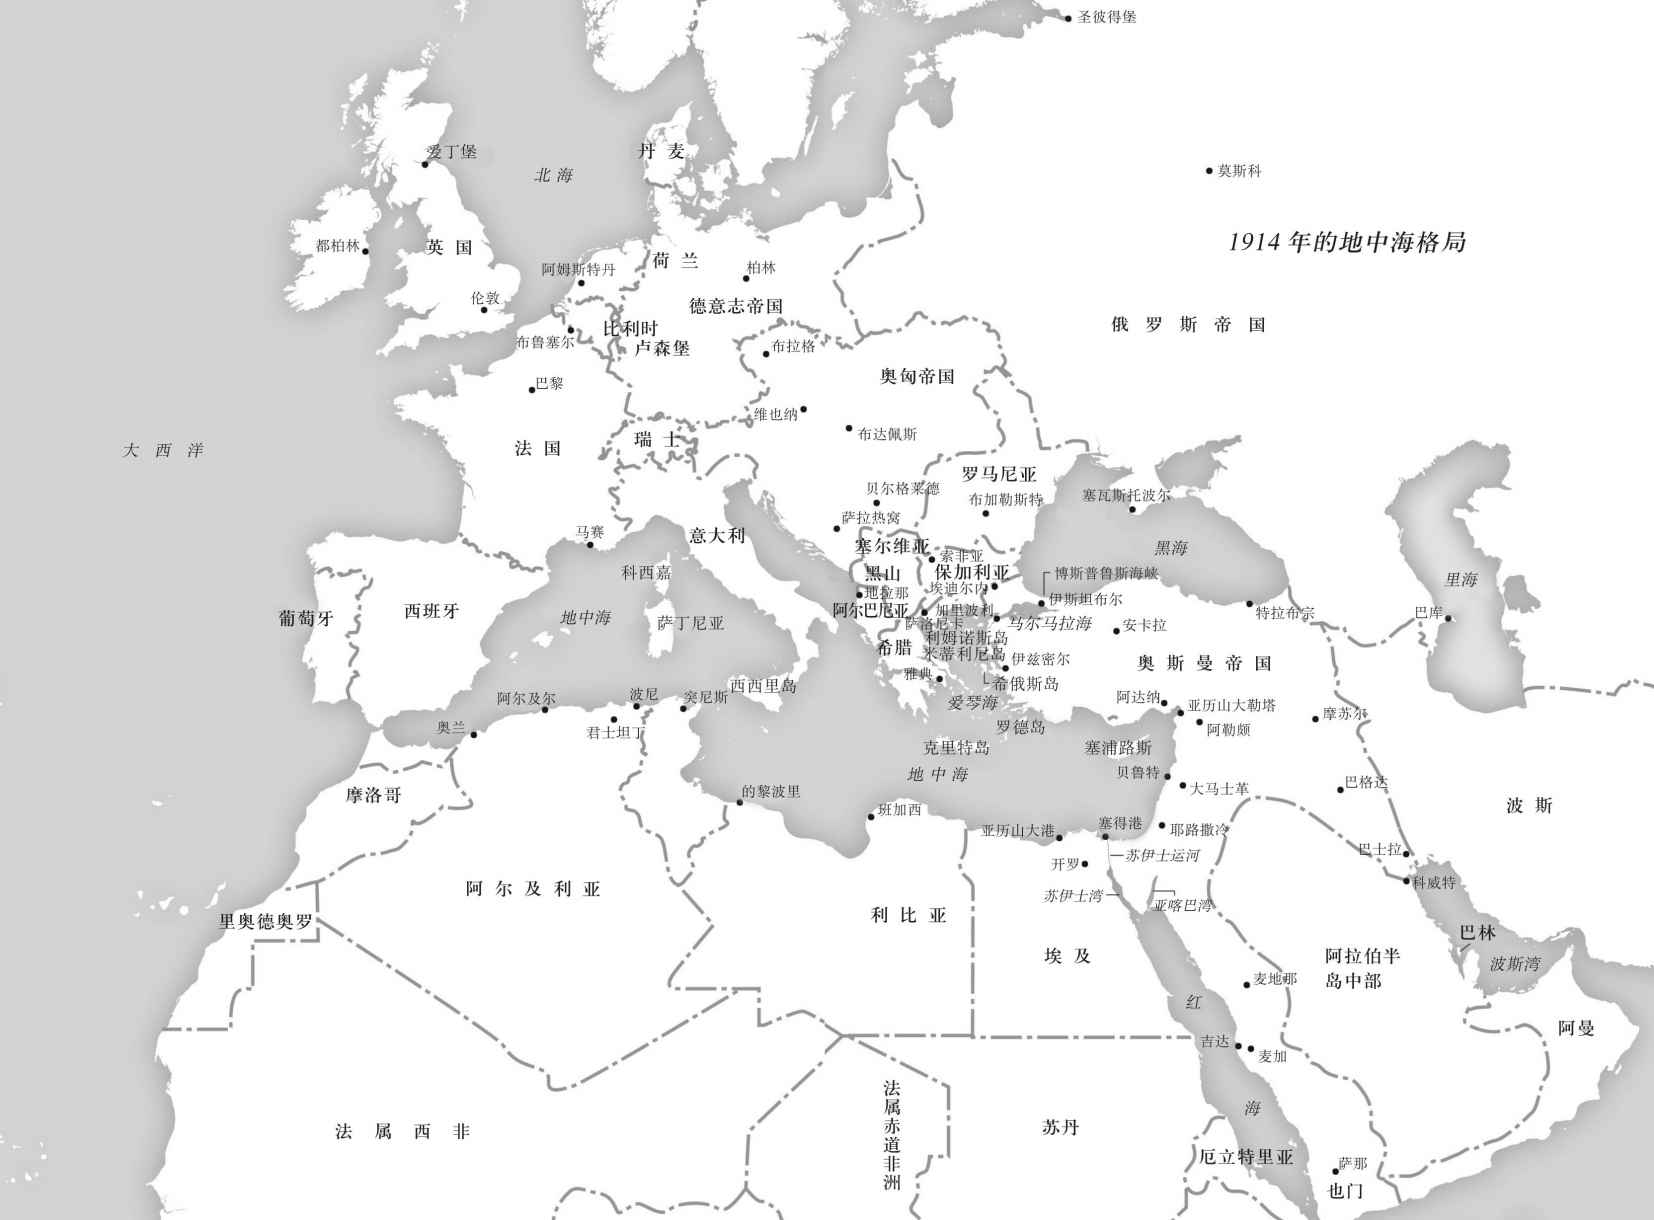 圣彼得堡
爱丁堡
丹麦
北海
莫斯科
1914 年的地中海格局
都柏林
英国
荷兰
阿姆斯特丹
柏林
伦敦
德意志帝国
比利时
布鲁塞尔
卢森堡
布拉格
俄罗斯帝国
巴黎
奥匈帝国
维也纳
布达佩斯
大西洋
法国
瑞士
罗马尼亚
贝尔格莱德
布加勒斯特
塞瓦斯托波尔
萨拉热窝
马赛
意大利
塞尔维亚
索非亚
黑海
科西嘉
黑山
保加利亚
博斯普鲁斯海峡
里海
地拉那
埃迪尔内
伊斯坦布尔
葡萄牙
西班牙
地中海
萨丁尼亚
阿尔巴尼亚
加里波利
萨洛尼卡
马尔马拉海
安卡拉
特拉布宗
巴库
希腊
利姆诺斯岛
米蒂利尼岛
伊兹密尔
奥斯曼帝国
雅典
希俄斯岛
西西里岛
阿尔及尔
波尼
突尼斯
爱琴海
阿达纳
亚历山大勒塔
奥兰
君士坦丁
罗德岛
阿勒颇
摩苏尔
克里特岛
塞浦路斯
地中海
贝鲁特
大马士革
巴格达
摩洛哥
的黎波里
班加西
波斯
亚历山大港
塞得港
耶路撒冷
开罗
苏伊士运河
巴士拉
阿尔及利亚
苏伊士湾
亚喀巴湾
科威特
里奥德奥罗
利比亚
巴林
埃及
阿拉伯半
岛中部
波斯湾
麦地那
红
海
阿曼
吉达
麦加
法属西非
法属赤道非洲
苏丹
厄立特里亚
萨那
也门